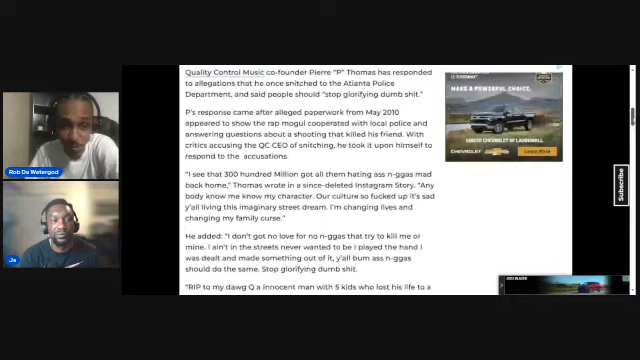 Quality Control Music co-founder Pierre "P" Thomas has responded
to allegations that he once snitched to the Atlanta Police
Department, and said people should "stop glorifying dumb shit."
P's response came after alleged paperwork from May 2010
appeared to show the rap mogul cooperated with local police and
answering questions about a shooting that killed his friend. With
critics accusing the QC CEO of snitching, he took it upon himself to
respond to the accusations.
"I see that 300 hundred Million got all them hating ass n-ggas mad
back home," Thomas wrote in a since-deleted Instagram Story. "Any
body know me know my character. Our culture so fucked up it's sad
y'all living this imaginary street dream. I'm changing lives and
changing my family curse."
He added: "I don't got no love for no n-ggas that try to kill me or
mine. I ain't in the streets never wanted to be i played the hand I
was dealt and made something out of it, y'all bum ass n-ggas
should do the same. Stop glorifying dumb shit.
"RIP to my dawg Q a innocent man with 5 kids who lost his life to a
MAKE A POWERFUL CHOICE.
CHEVROLET
Learn More
Rob Da Watergod
Ja
Subscribe
2023 BLAZER